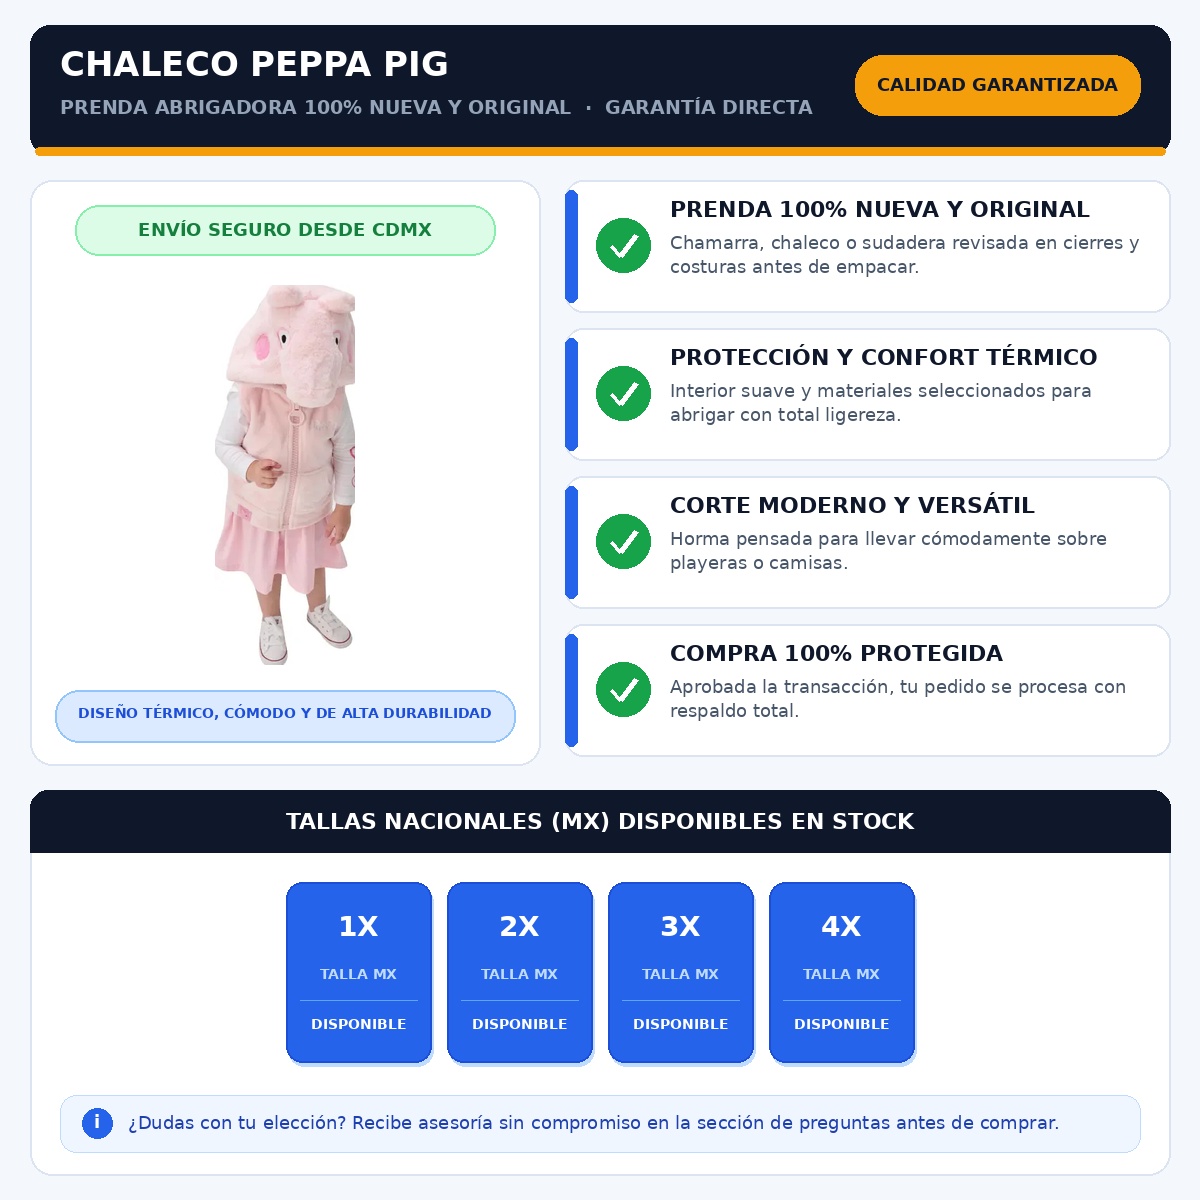 CHALECO PEPPA PIG
PRENDA ABRIGADORA 100% NUEVA Y ORIGINAL · GARANTÍA DIRECTA
CALIDAD GARANTIZADA
ENVÍO SEGURO DESDE CDMX
DISEÑO TÉRMICO, CÓMODO Y DE ALTA DURABILIDAD
PRENDA 100% NUEVA Y ORIGINAL
Chamarra, chaleco o sudadera revisada en cierres y
costuras antes de empacar.
PROTECCIÓN Y CONFORT TÉRMICO
Interior suave y materiales seleccionados para
abrigar con total ligereza.
CORTE MODERNO Y VERSÁTIL
Horma pensada para llevar cómodamente sobre
playeras o camisas.
COMPRA 100% PROTEGIDA
Aprobada la transacción, tu pedido se procesa con
respaldo total.
TALLAS NACIONALES (MX) DISPONIBLES EN STOCK
1X
TALLA MX
DISPONIBLE
2X
TALLA MX
DISPONIBLE
3X
TALLA MX
DISPONIBLE
4X
TALLA MX
DISPONIBLE
i ¿Dudas con tu elección? Recibe asesoría sin compromiso en la sección de preguntas antes de comprar.